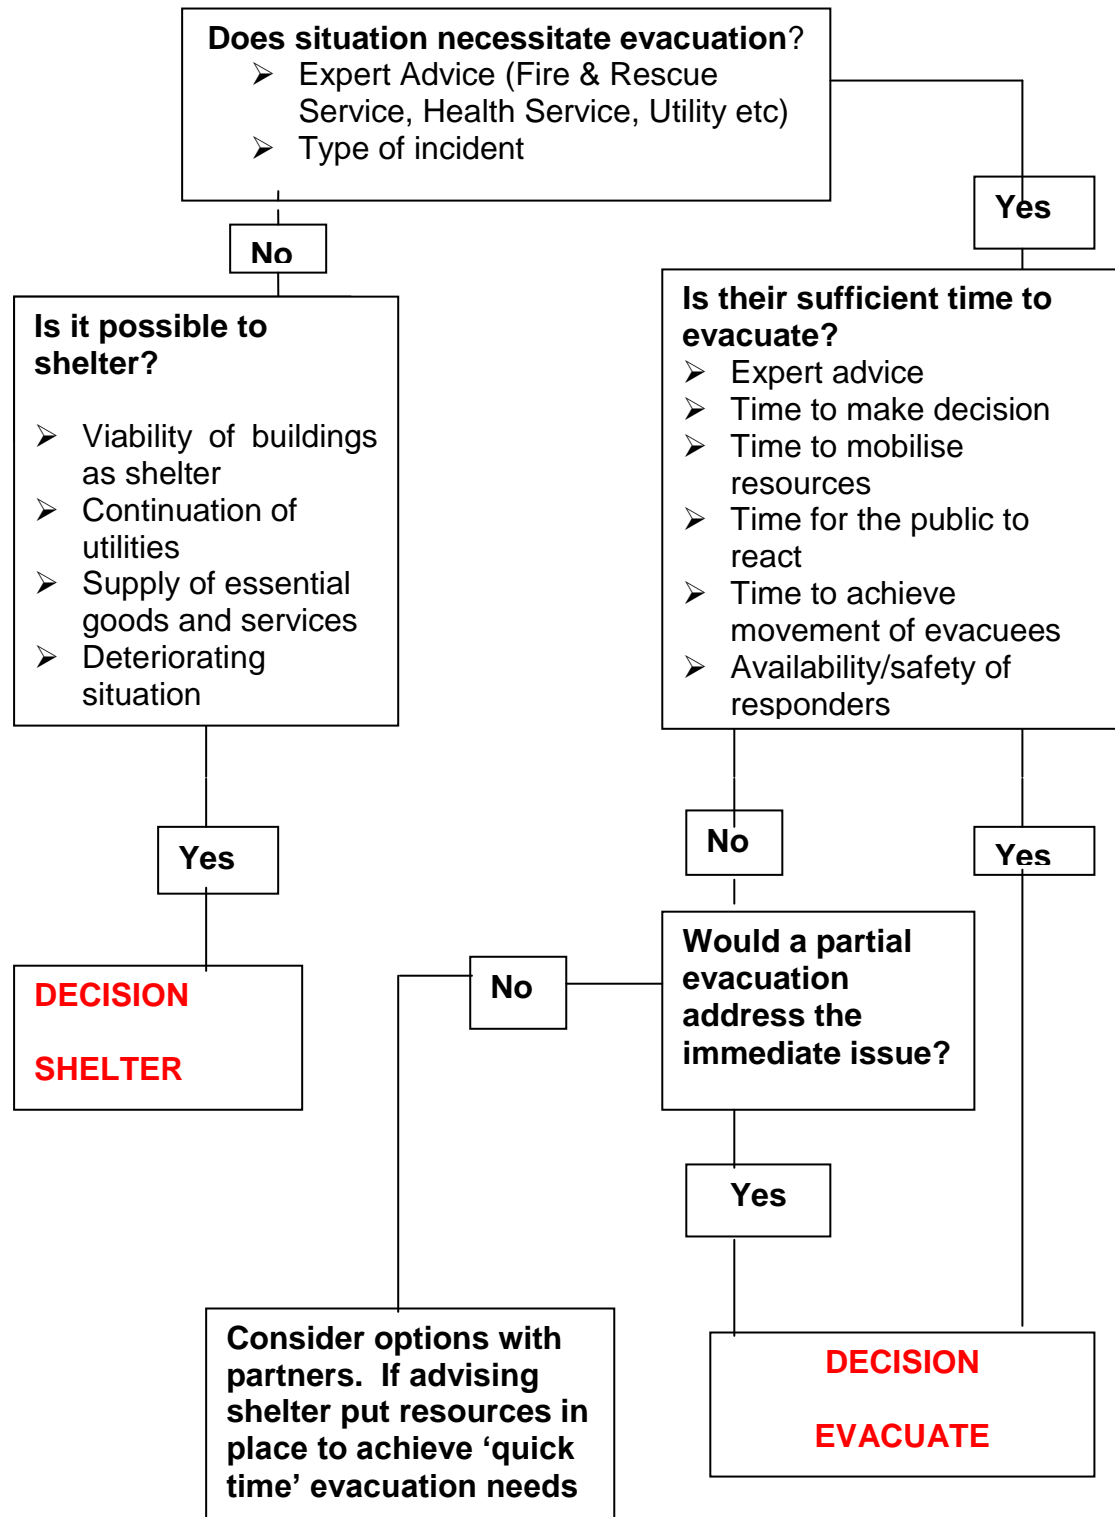 Does situation necessitate evacuation?
➢ Expert Advice (Fire & Rescue
Service, Health Service, Utility etc)
➢ Type of incident
No
Yes
Is it possible to
shelter?
➢ Viability of buildings
as shelter
➢ Continuation of
utilities
➢ Supply of essential
goods and services
➢ Deteriorating
situation
Is their sufficient time to
evacuate?
➢ Expert advice
➢ Time to make decision
➢ Time to mobilise
resources
➢ Time for the public to
react
➢ Time to achieve
movement of evacuees
➢ Availability/safety of
responders
Yes
No
Yes
DECISION
SHELTER
No
Would a partial
evacuation
address the
immediate issue?
Yes
Consider options with
partners. If advising
shelter put resources in
place to achieve ‘quick
time’ evacuation needs
DECISION
EVACUATE